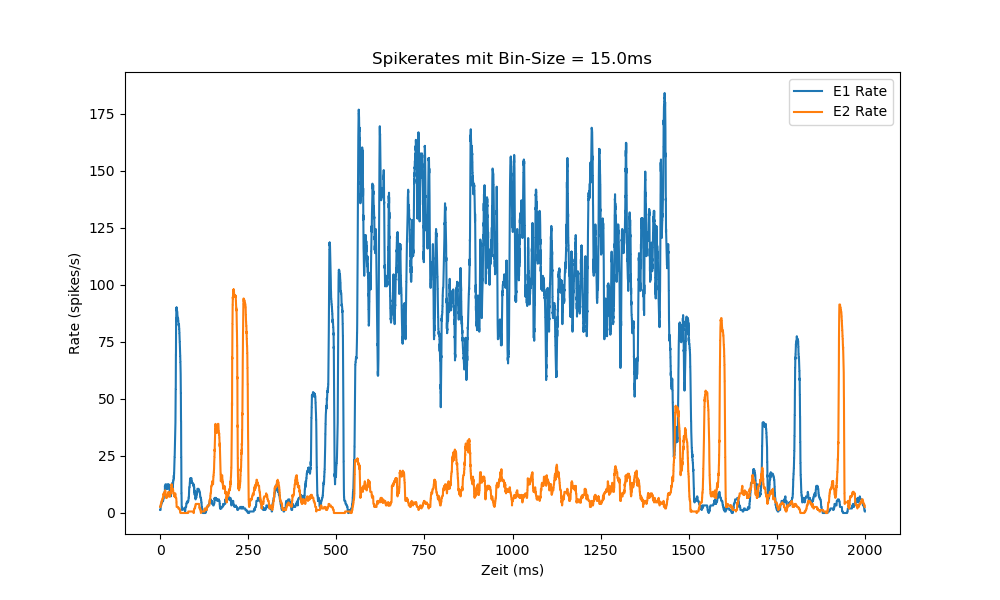 Spikerates mit Bin-Size = 15.0ms
E1 Rate
E2 Rate
175
150
125
100
75
50
25
0
Rate (spikes/s)
0 250 500 750 1000 1250 1500 1750 2000
Zeit (ms)